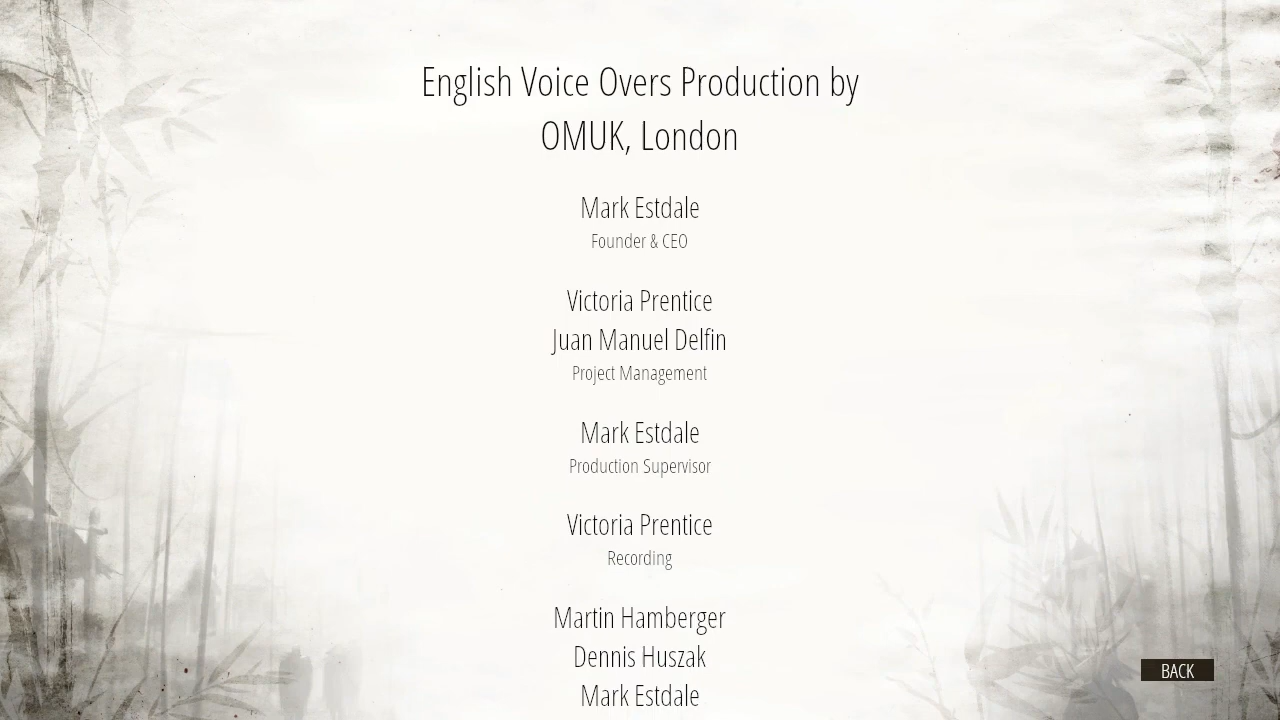 English Voice Overs Production by
OMUK, London
Mark Estdale
Founder & CEO
Victoria Prentice
Juan Manuel Delfin
Project Management
Mark Estdale
Production Supervisor
Victoria Prentice
Recording
Martin Hamberger
Dennis Huszak
Mark Estdale
BACK